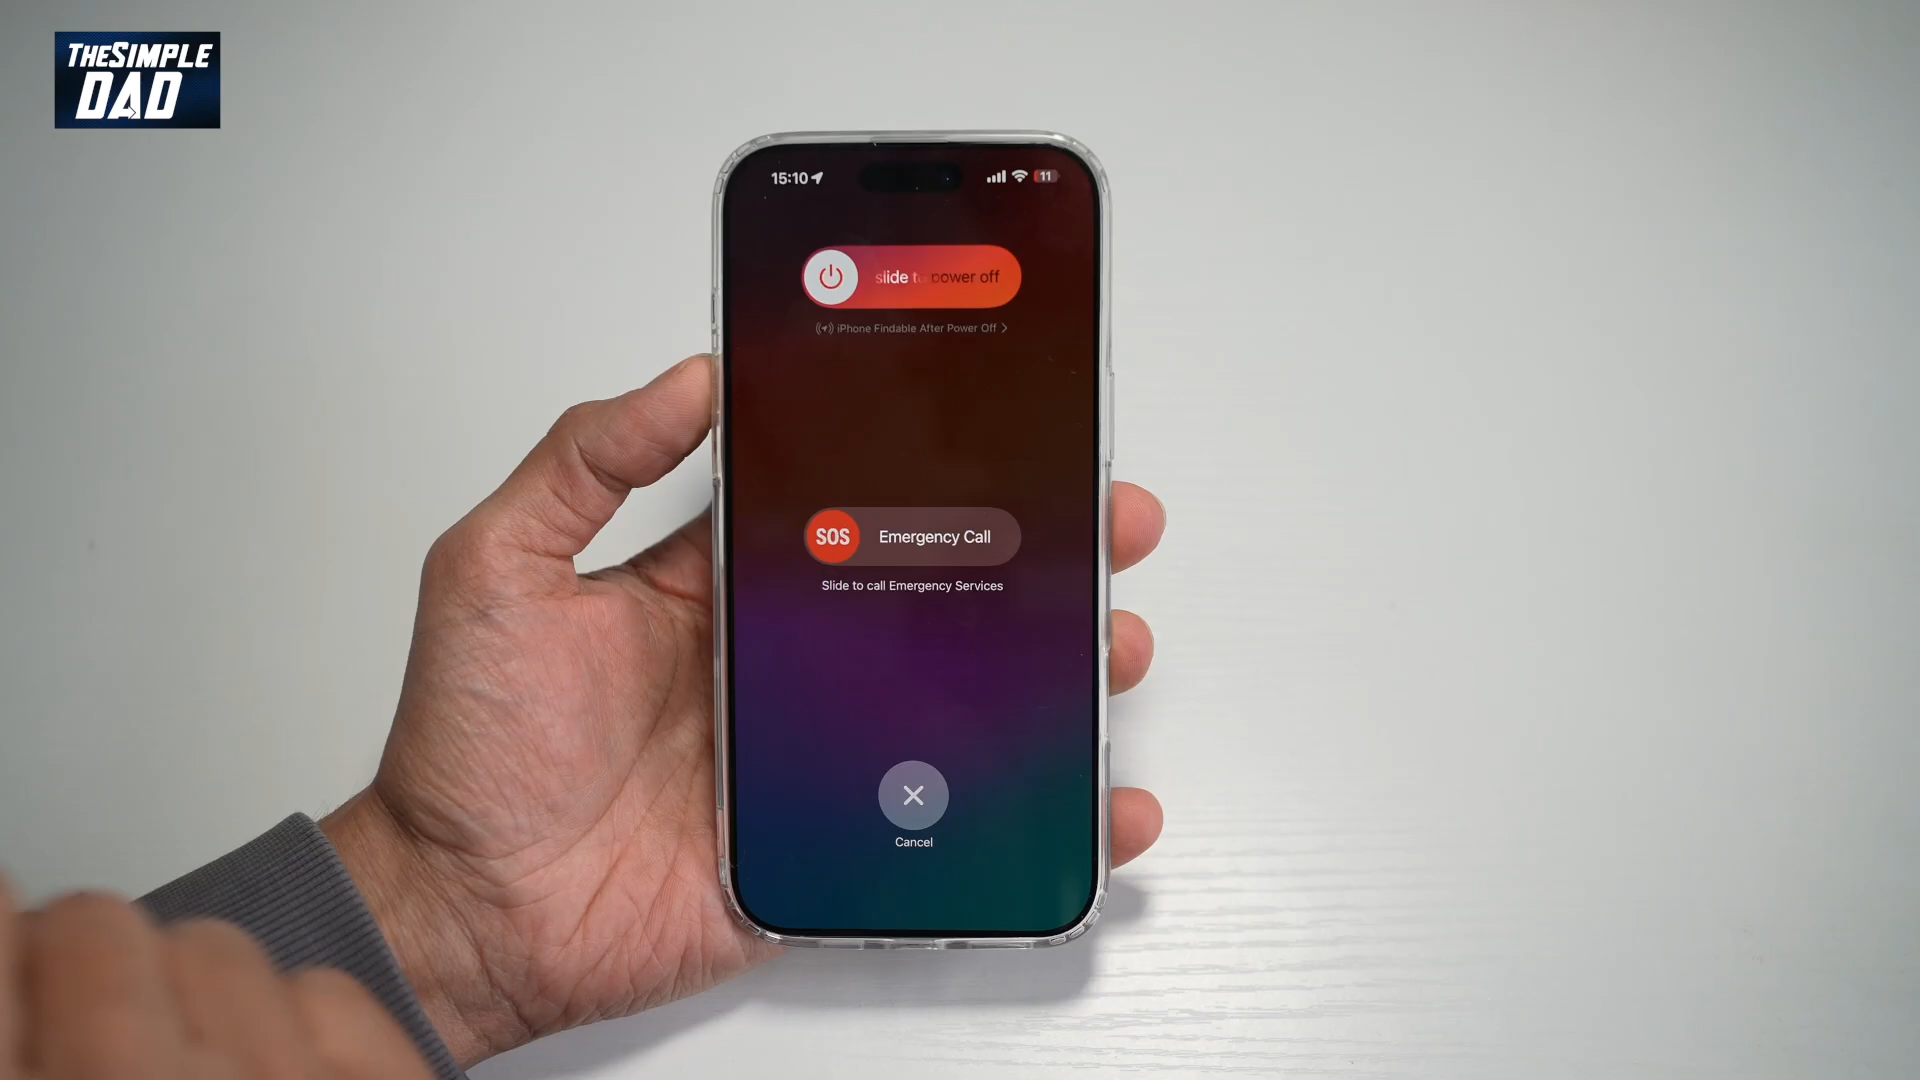 THESIMPLE
DAD
15:10
11
slide to power off
iPhone Findable After Power Off
SOS
Emergency Call
Slide to call Emergency Services
Cancel